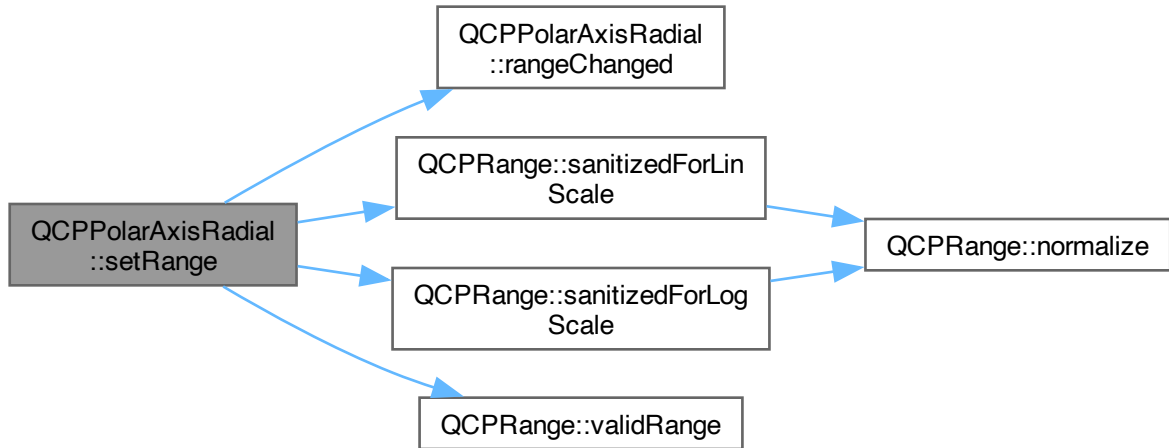 QCPPolarAxisRadial
::rangeChanged
QCPRange::sanitizedForLin
Scale
QCPPolarAxisRadial
::setRange
QCPRange::normalize
QCPRange::sanitizedForLog
Scale
QCPRange::validRange